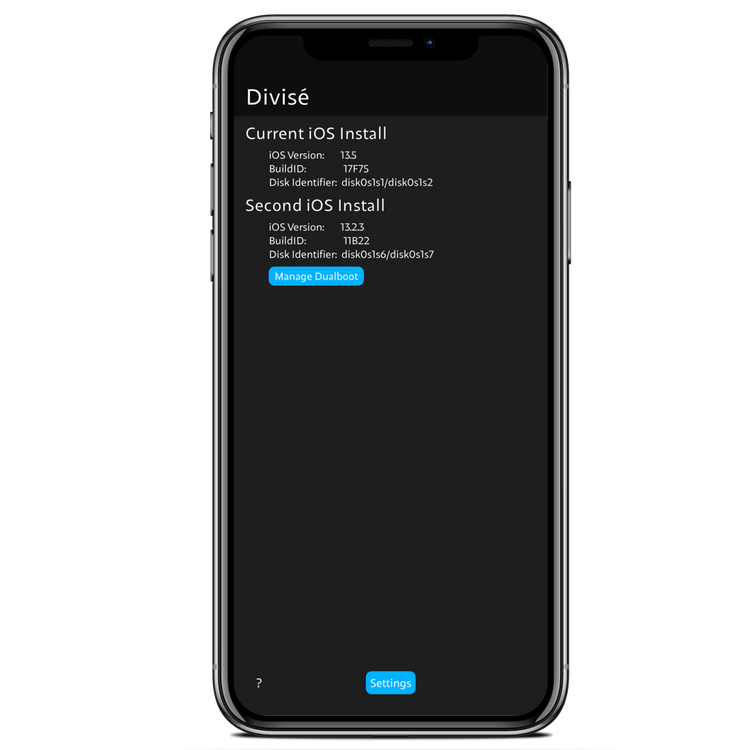 Divisé
Current iOS Install
iOS Version: 13.5
BuildID: 17F75
Disk Identifier: disk0s1s1/disk0s1s2
Second iOS Install
iOS Version: 13.2.3
BuildID: 11B22
Disk Identifier: disk0s1s6/disk0s1s7
Manage Dualboot
? Settings